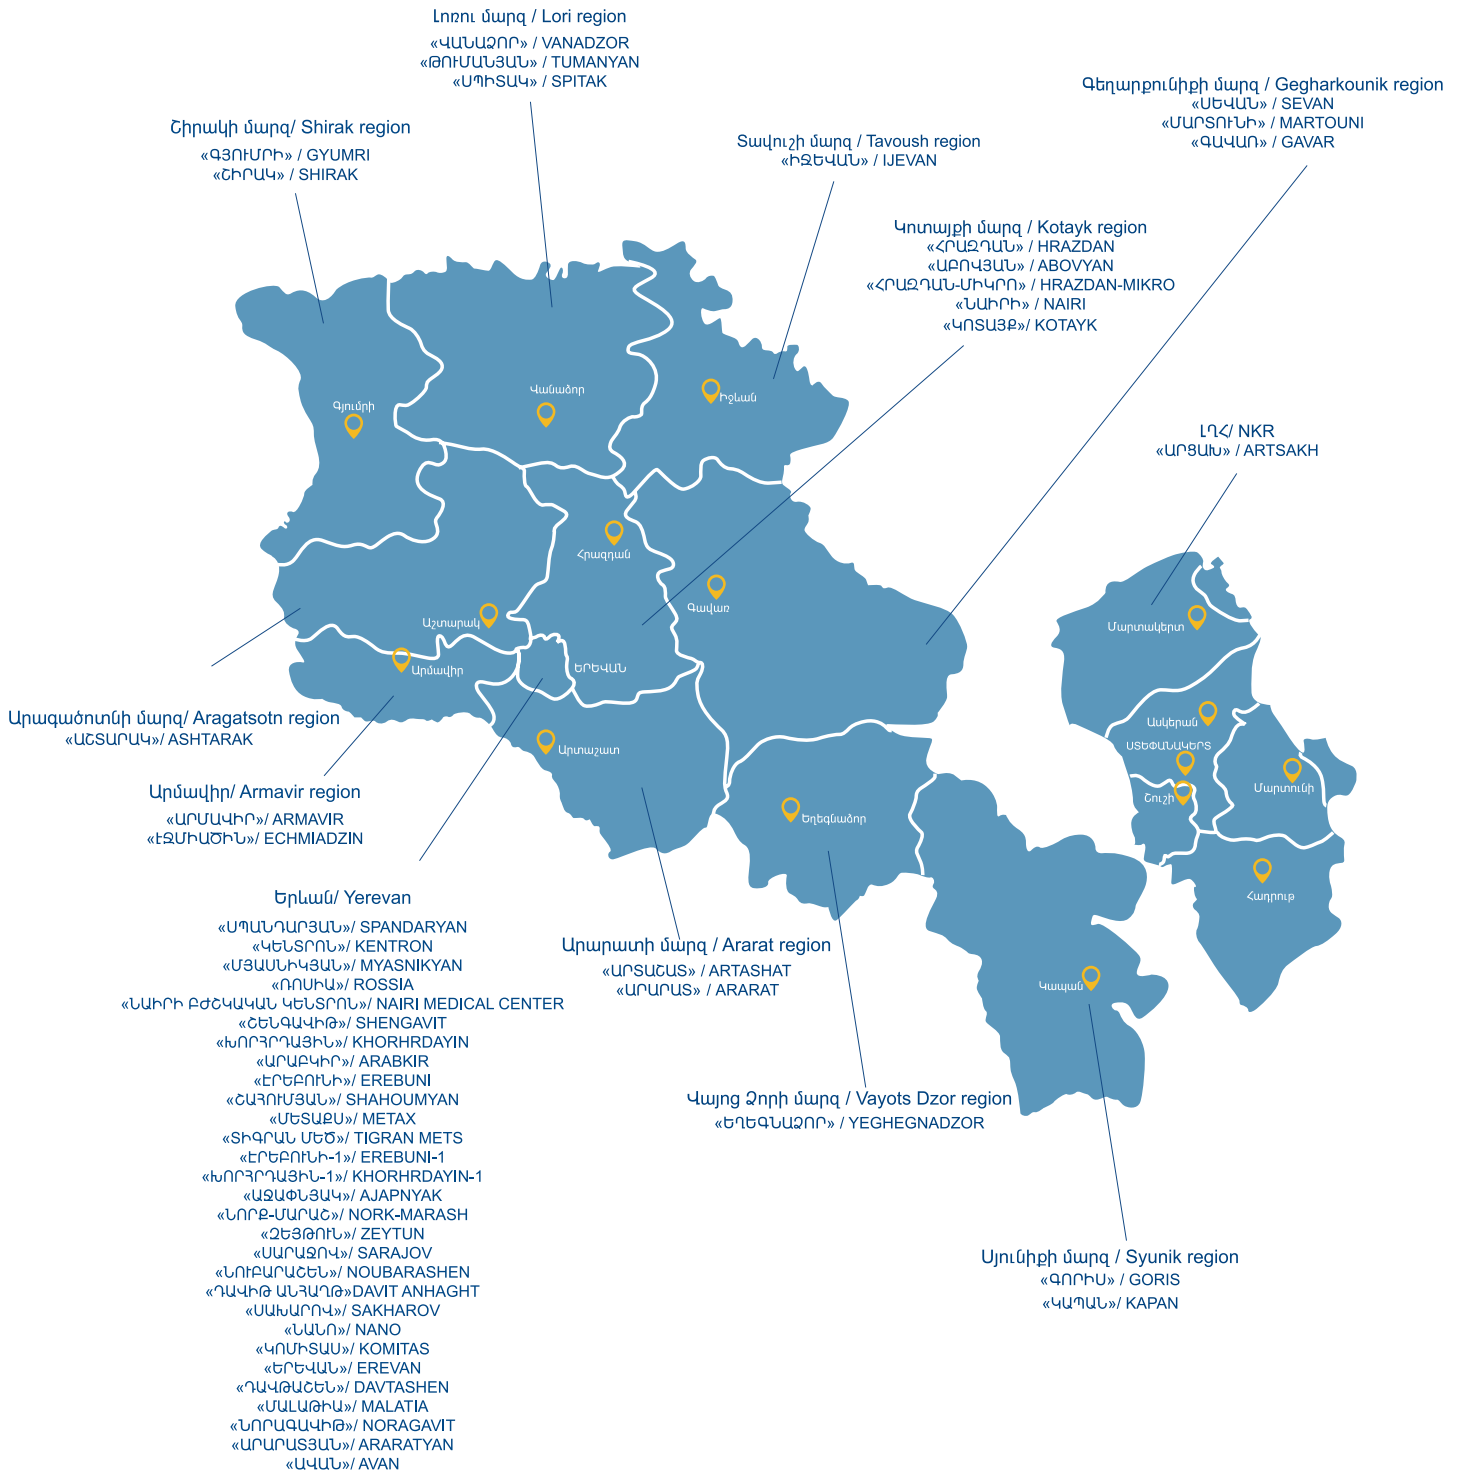 Լոռու մարզ / Lori region
«ՎԱՆԱՁՈՐ» / VANADZOR
«ԹՈՒՄԱՆՅԱՆ» / TUMANYAN
«ՍՊԻՏԱԿ» / SPITAK
Գեղարքունիքի մարզ / Gegharkounik region
«ՍԵՎԱՆ» / SEVAN
«ՄԱՐՏՈՒՆԻ» / MARTOUNI
«ԳԱՎԱՌ» / GAVAR
Շիրակի մարզ/ Shirak region
«ԳՅՈՒՄՐԻ» / GYUMRI
«ՇԻՐԱԿ» / SHIRAK
Տավուշի մարզ / Tavoush region
«ԻՋԵՎԱՆ» / IJEVAN
Կոտայքի մարզ / Kotayk region
«ՀՐԱԶԴԱՆ» / HRAZDAN
«ԱԲՈՎՅԱՆ» / ABOVYAN
«ՀՐԱԶԴԱՆ-ՄԻԿՐՈ» / HRAZDAN-MIKRO
«ՆԱԻՐԻ» / NAIRI
«ԿՈՏԱՅՔ»/ KOTAYK
ԼՂՀ/ NKR
«ԱՐՑԱԽ» / ARTSAKH
Վանաձոր
Իջևան
Գյումրի
Հրազդան
Գավառ
Աշտարակ
Մարտակերտ
Արմավիր
ԵՐԵՎԱՆ
Ասկերան
ՍՏԵՓԱՆԱԿԵՐՏ
Արտաշատ
Մարտունի
Շուշի
Եղեգնաձոր
Հադրութ
Կապան
Արագածոտնի մարզ/ Aragatsotn region
«ԱՇՏԱՐԱԿ»/ ASHTARAK
Արմավիր/ Armavir region
«ԱՐՄԱՎԻՐ»/ ARMAVIR
«ԷՋՄԻԱԾԻՆ»/ ECHMIADZIN
Երևան/ Yerevan
«ՍՊԱՆԴԱՐՅԱՆ»/ SPANDARYAN
«ԿԵՆՏՐՈՆ»/ KENTRON
«ՄՅԱՍՆԻԿՅԱՆ»/ MYASNIKYAN
«ՌՈՍԻԱ»/ ROSSIA
«ՆԱԻՐԻ ԲԺՇԿԱԿԱՆ ԿԵՆՏՐՈՆ»/ NAIRI MEDICAL CENTER
«ՇԵՆԳԱՎԻԹ»/ SHENGAVIT
«ԽՈՐՀՐԴԱՅԻՆ»/ KHORHRDAYIN
«ԱՐԱԲԿԻՐ»/ ARABKIR
«ԷՐԵԲՈՒՆԻ»/ EREBUNI
«ՇԱՀՈՒՄՅԱՆ»/ SHAHOUMYAN
«ՄԵՏԱՔՍ»/ METAX
«ՏԻԳՐԱՆ ՄԵԾ»/ TIGRAN METS
«ԷՐԵԲՈՒՆԻ-1»/ EREBUNI-1
«ԽՈՐՀՐԴԱՅԻՆ-1»/ KHORHRDAYIN-1
«ԱՋԱՓՆՅԱԿ»/ AJAPNYAK
«ՆՈՐՔ-ՄԱՐԱՇ»/ NORK-MARASH
«ԶԵՅԹՈՒՆ»/ ZEYTUN
«ՍԱՐԱՋՈՎ»/ SARAJOV
«ՆՈՒԲԱՐԱՇԵՆ»/ NOUBARASHEN
«ԴԱՎԻԹ ԱՆՀԱՂԹ»DAVIT ANHAGHT
«ՍԱԽԱՐՈՎ»/ SAKHAROV
«ՆԱՆՈ»/ NANO
«ԿՈՄԻՏԱՍ»/ KOMITAS
«ԵՐԵՎԱՆ»/ EREVAN
«ԴԱՎԹԱՇԵՆ»/ DAVTASHEN
«ՄԱԼԱԹԻԱ»/ MALATIA
«ՆՈՐԱԳԱՎԻԹ»/ NORAGAVIT
«ԱՐԱՐԱՏՅԱՆ»/ ARARATYAN
«ԱՎԱՆ»/ AVAN
Արարատի մարզ / Ararat region
«ԱՐՏԱՇԱՏ» / ARTASHAT
«ԱՐԱՐԱՏ» / ARARAT
Վայոց Ձորի մարզ / Vayots Dzor region
«ԵՂԵԳՆԱՁՈՐ» / YEGHEGNADZOR
Սյունիքի մարզ / Syunik region
«ԳՈՐԻՍ» / GORIS
«ԿԱՊԱՆ»/ KAPAN